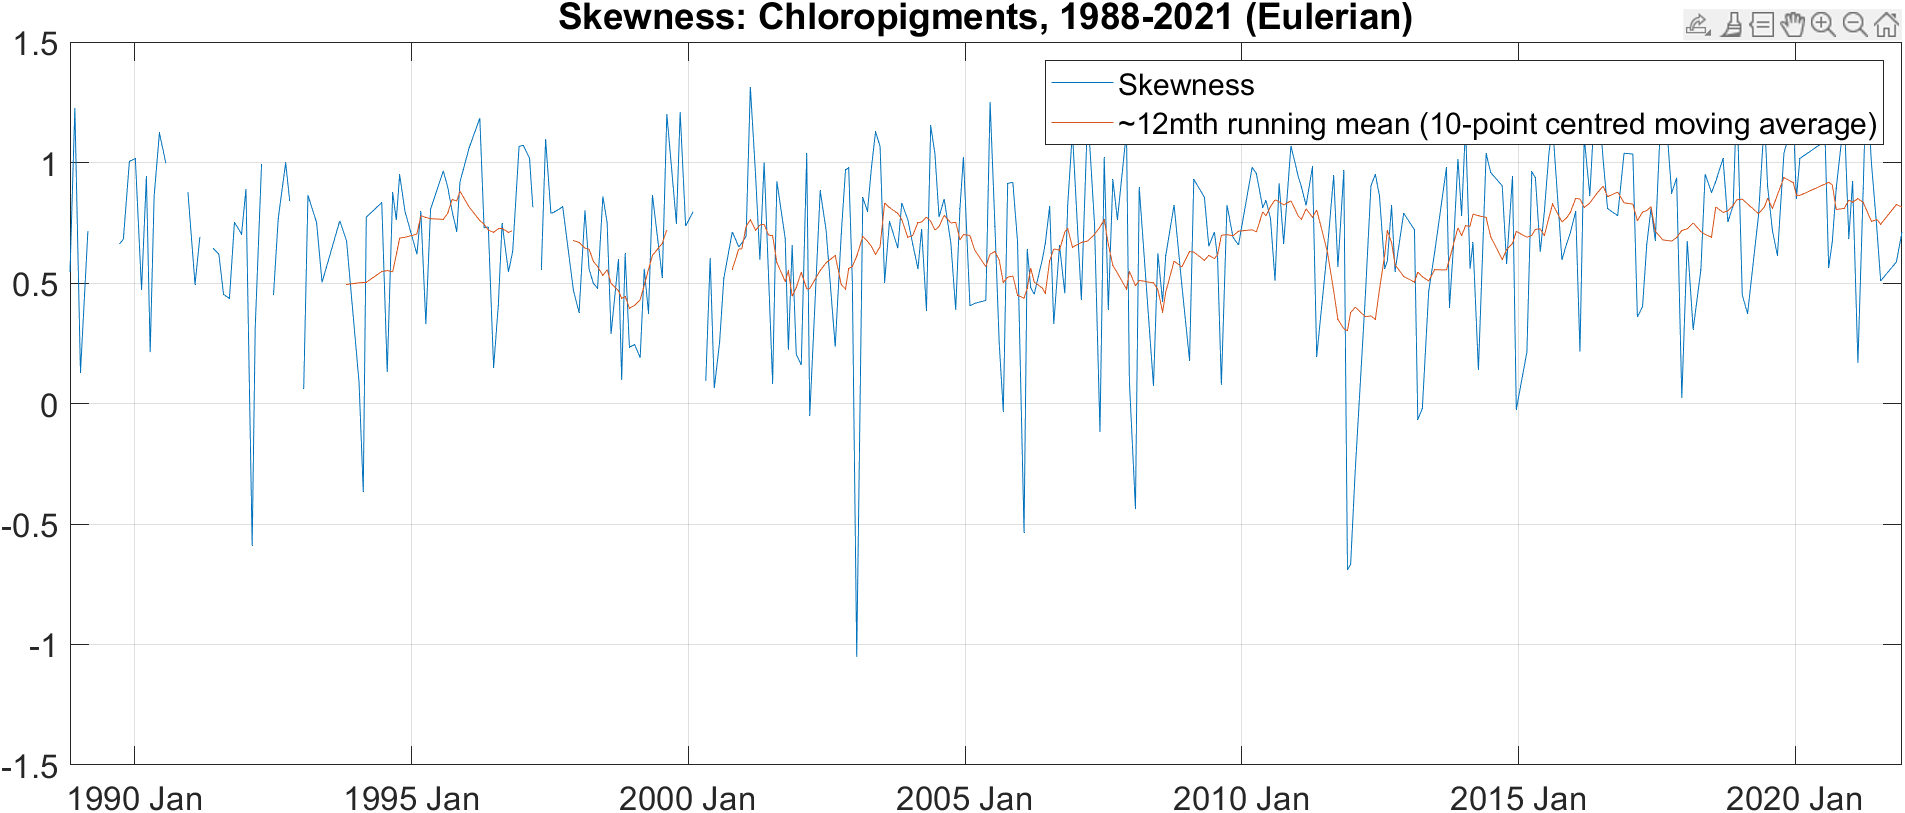 Skewness: Chloropigments, 1988-2021 (Eulerian)
1.5
Skewness
~12mth running mean (10-point centred moving average)
1
0.5
0
-0.5
-1
-1.5
1990 Jan 1995 Jan 2000 Jan 2005 Jan 2010 Jan 2015 Jan 2020 Jan